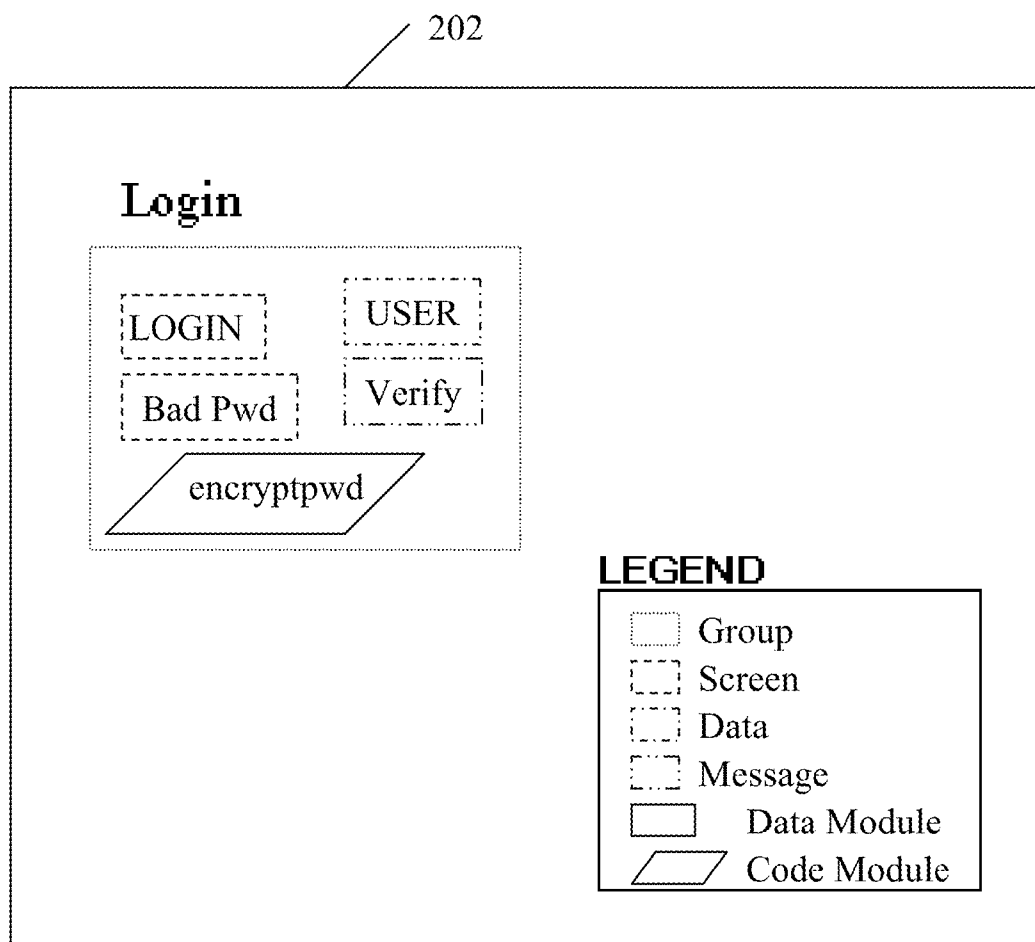 202
Login
LOGIN
USER
Bad Pwd
Verify
encryptpwd
LEGEND
Group
Screen
Data
Message
Data Module
Code Module